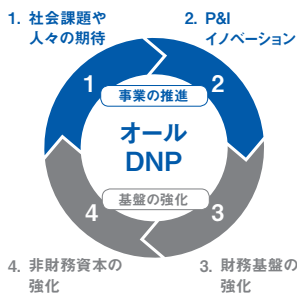 1. 社会課題や
人々の期待
2. P&I
イノベーション
1
2
事業の推進
オール
DNP
基盤の強化
4
3
4. 非財務資本の
強化
3. 財務基盤の
強化